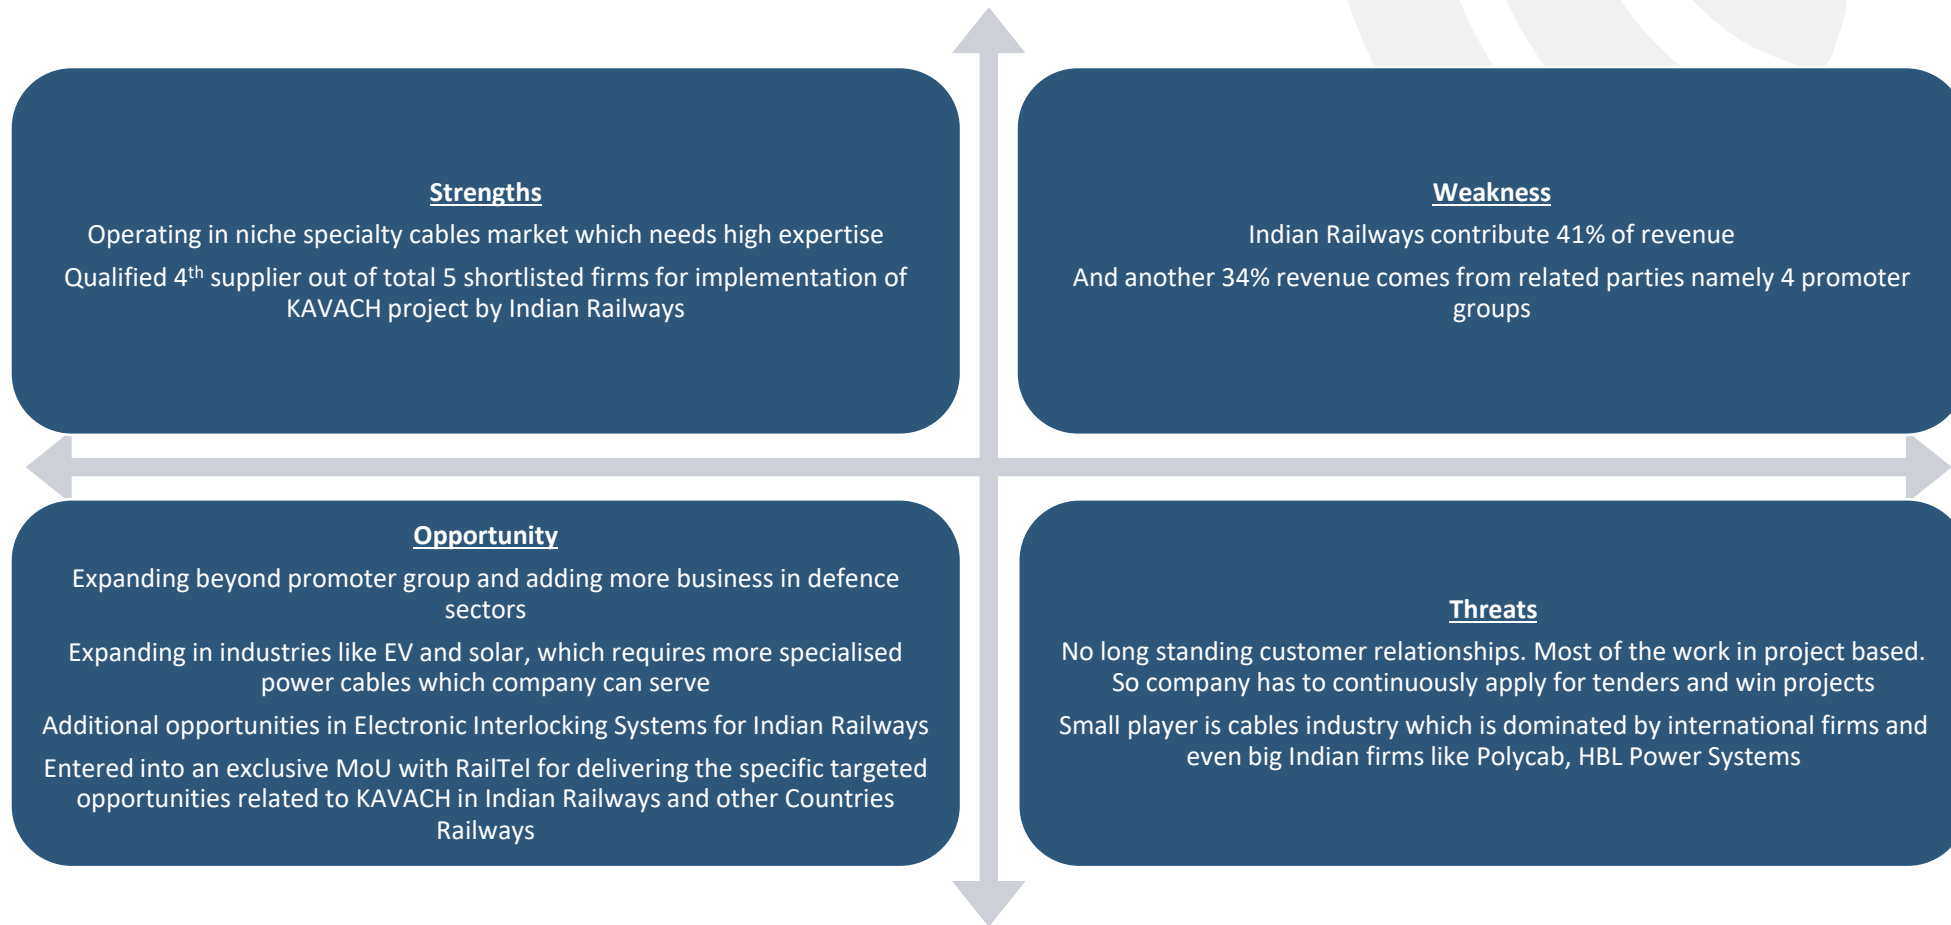 Strengths
Operating in niche specialty cables market which needs high expertise
Qualified 4th supplier out of total 5 shortlisted firms for implementation of
KAVACH project by Indian Railways
Weakness
Indian Railways contribute 41% of revenue
And another 34% revenue comes from related parties namely 4 promoter
groups
Opportunity
Expanding beyond promoter group and adding more business in defence
sectors
Expanding in industries like EV and solar, which requires more specialised
power cables which company can serve
Additional opportunities in Electronic Interlocking Systems for Indian Railways
Entered into an exclusive MoU with RailTel for delivering the specific targeted
opportunities related to KAVACH in Indian Railways and other Countries
Railways
Threats
No long standing customer relationships. Most of the work in project based.
So company has to continuously apply for tenders and win projects
Small player is cables industry which is dominated by international firms and
even big Indian firms like Polycab, HBL Power Systems